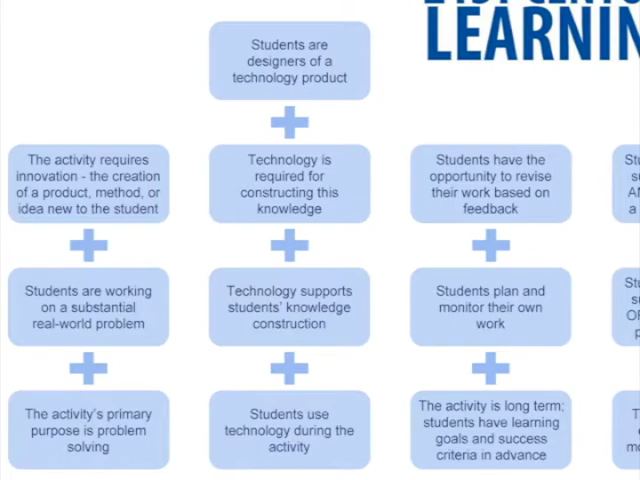 LEARNIN
Students are
designers of a
technology product
The activity requires
innovation - the creation
of a product, method, or
idea new to the student
Technology is
required for
constructing this
knowledge
Students have the
opportunity to revise
their work based on
feedback
Students are working
on a substantial
real-world problem
Technology supports
students' knowledge
construction
Students plan and
monitor their own
work
The activity's primary
purpose is problem
solving
Students use
technology during the
activity
The activity is long term;
students have learning
goals and success
criteria in advance